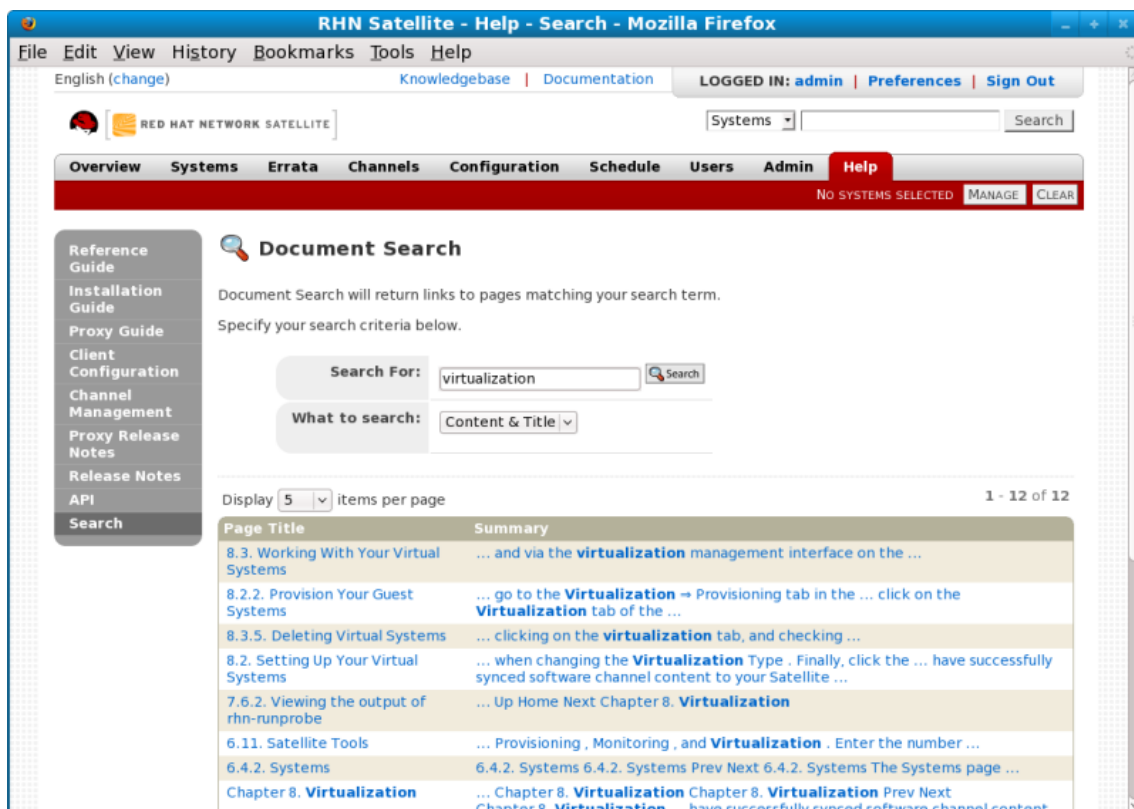 RHN Satellite - Help - Search - Mozilla Firefox
File Edit View History Bookmarks Tools Help
English (change) Knowledgebase | Documentation LOGGED IN: admin | Preferences | Sign Out
RED HAT NETWORK SATELLITE Systems Search
Overview Systems Errata Channels Configuration Schedule Users Admin Help
NO SYSTEMS SELECTED MANAGE CLEAR
Reference
Guide
Installation
Guide
Proxy Guide
Client
Configuration
Channel
Management
Proxy Release
Notes
Release Notes
API
Search
Document Search
Document Search will return links to pages matching your search term.
Specify your search criteria below.
Search For: virtualization Search
What to search: Content & Title
Display 5 items per page 1 - 12 of 12
Page Title Summary
8.3. Working With Your Virtual
Systems
... and via the virtualization management interface on the ...
8.2.2. Provision Your Guest
Systems
... go to the Virtualization ⇒ Provisioning tab in the ... click on the
Virtualization tab of the ...
8.3.5. Deleting Virtual Systems ... clicking on the virtualization tab, and checking ...
8.2. Setting Up Your Virtual
Systems
... when changing the Virtualization Type . Finally, click the ... have successfully
synced software channel content to your Satellite ...
7.6.2. Viewing the output of
rhn-runprobe
... Up Home Next Chapter 8. Virtualization
6.11. Satellite Tools ... Provisioning , Monitoring , and Virtualization . Enter the number ...
6.4.2. Systems 6.4.2. Systems 6.4.2. Systems Prev Next 6.4.2. Systems The Systems page ...
Chapter 8. Virtualization ... Chapter 8. Virtualization Chapter 8. Virtualization Prev Next
Chapter 8. Virtualization ... have successfully synced software channel content